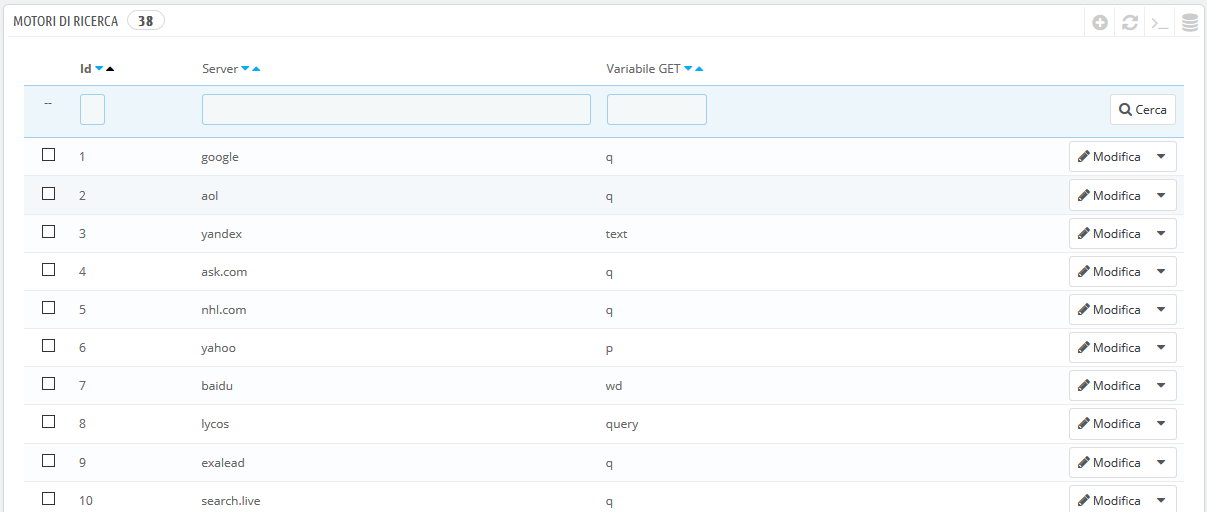 MOTORI DI RICERCA 38
Id Server Variabile GET
-- Cerca
1 google q Modifica
2 aol q Modifica
3 yandex text Modifica
4 ask.com q Modifica
5 nhl.com q Modifica
6 yahoo p Modifica
7 baidu wd Modifica
8 lycos query Modifica
9 exalead q Modifica
10 search.live q Modifica